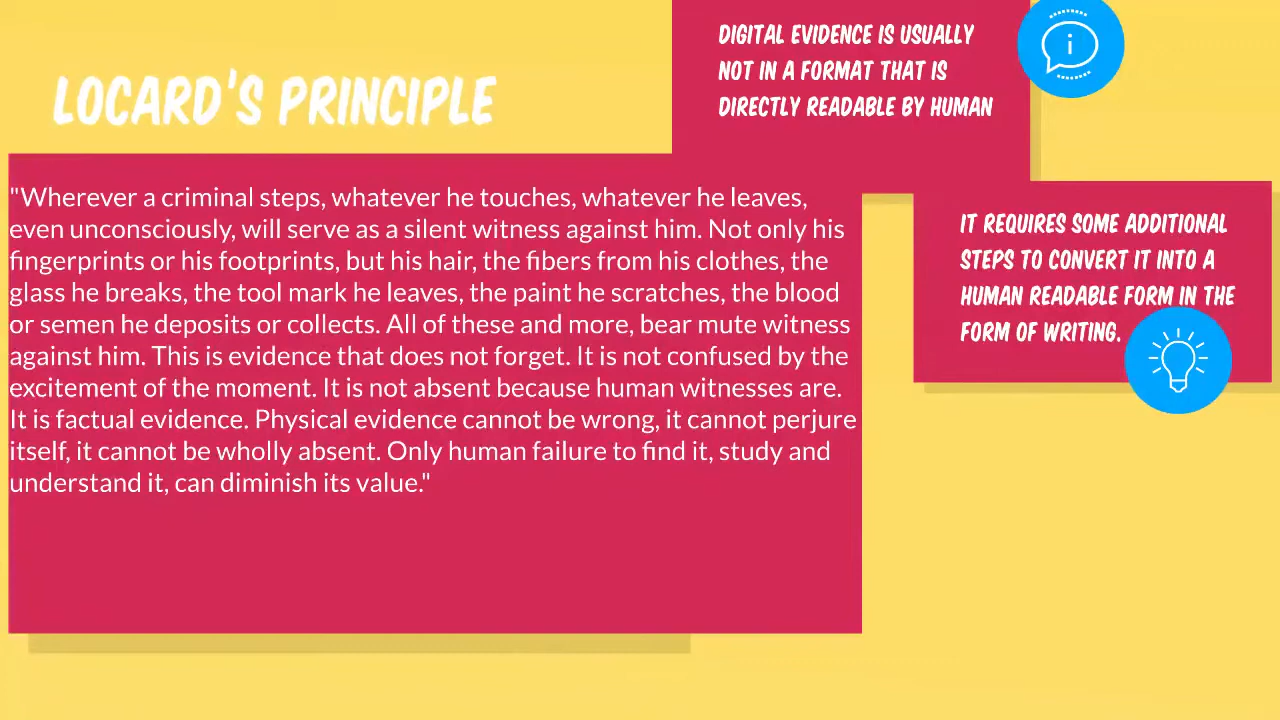 LOCARD'S PRINCIPLE
"Wherever a criminal steps, whatever he touches, whatever he leaves,
even unconsciously, will serve as a silent witness against him. Not only his
fingerprints or his footprints, but his hair, the fibers from his clothes, the
glass he breaks, the tool mark he leaves, the paint he scratches, the blood
or semen he deposits or collects. All of these and more, bear mute witness
against him. This is evidence that does not forget. It is not confused by the
excitement of the moment. It is not absent because human witnesses are.
It is factual evidence. Physical evidence cannot be wrong, it cannot perjure
itself, it cannot be wholly absent. Only human failure to find it, study and
understand it, can diminish its value."
DIGITAL EVIDENCE IS USUALLY
NOT IN A FORMAT THAT IS
DIRECTLY READABLE BY HUMAN
IT REQUIRES SOME ADDITIONAL
STEPS TO CONVERT IT INTO A
HUMAN READABLE FORM IN THE
FORM OF WRITING.